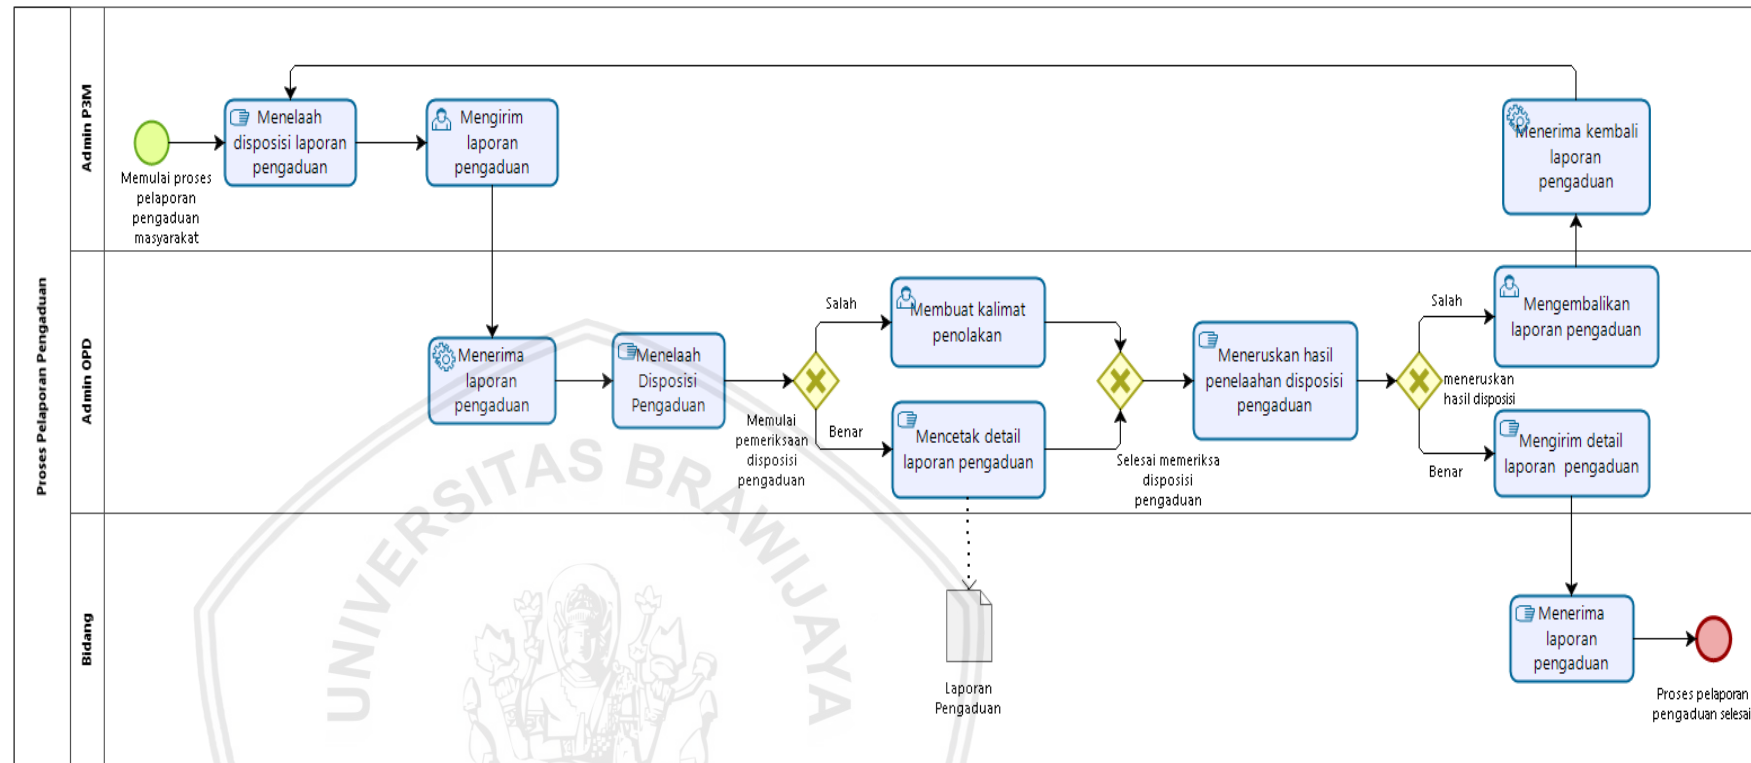 Proses Pelaporan Pengaduan
Admin P3M
Memulai proses
pelaporan
pengaduan
masyarakat
Menelaah
disposisi laporan
pengaduan
Mengirim
laporan
pengaduan
Menerima kembali
laporan
pengaduan
Admin OPD
Menerima
laporan
pengaduan
Menelaah
Disposisi
Pengaduan
Memulai
pemeriksaan
disposisi
pengaduan
Salah
Benar
Membuat kalimat
penolakan
Mencetak detail
laporan pengaduan
Selesai memeriksa
disposisi
pengaduan
Meneruskan hasil
penelaahan disposisi
pengaduan
Salah
meneruskan
hasil disposisi
Benar
Mengembalikan
laporan pengaduan
Mengirim detail
laporan pengaduan
Bidang
Laporan
Pengaduan
Menerima
laporan
pengaduan
Proses pelaporan
pengaduan selesai
UNIVERSITAS BRAWIJAYA